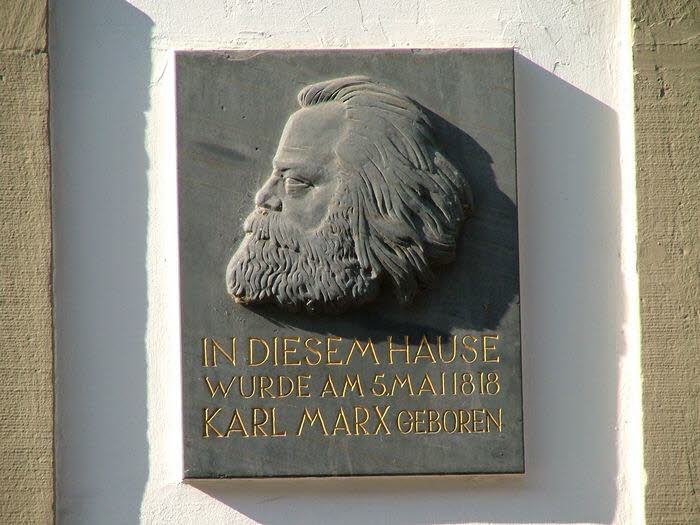 IN DIESEM HAUSE
WURDE AM 5.MAI 1818
KARL MARX GEBOREN